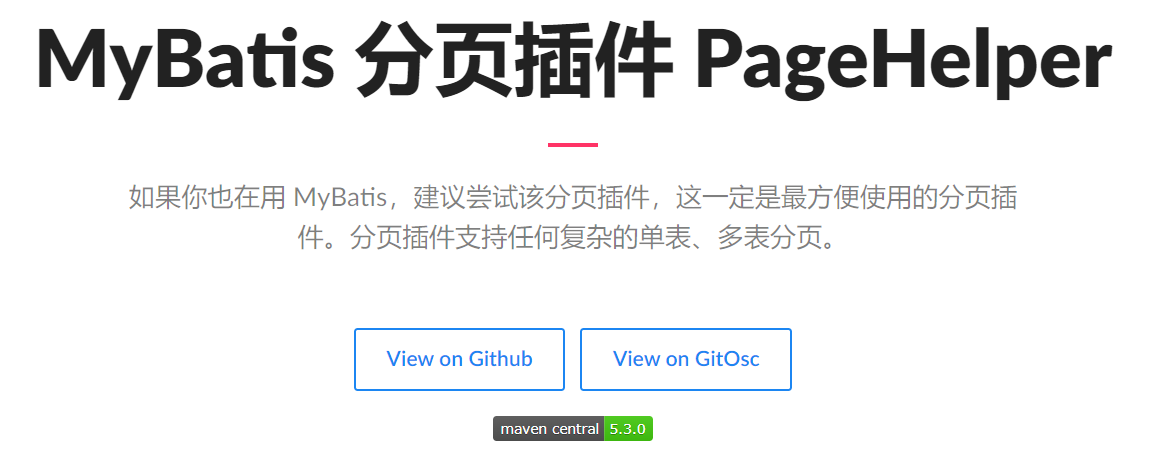 MyBatis 分页插件 PageHelper
如果你也在用 MyBatis，建议尝试该分页插件，这一定是最方便使用的分页插
件。分页插件支持任何复杂的单表、多表分页。
View on Github
View on GitOsc
maven central 5.3.0